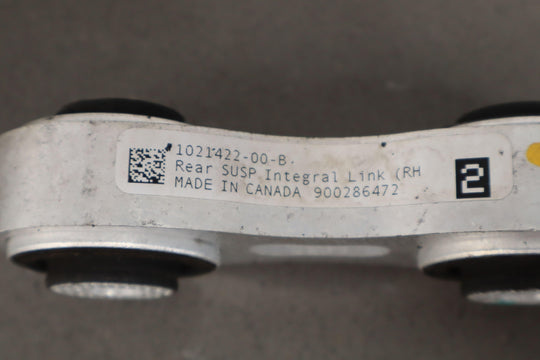 1021422-00-B
Rear SUSP Integral Link (RH
MADE IN CANADA 900286472
2